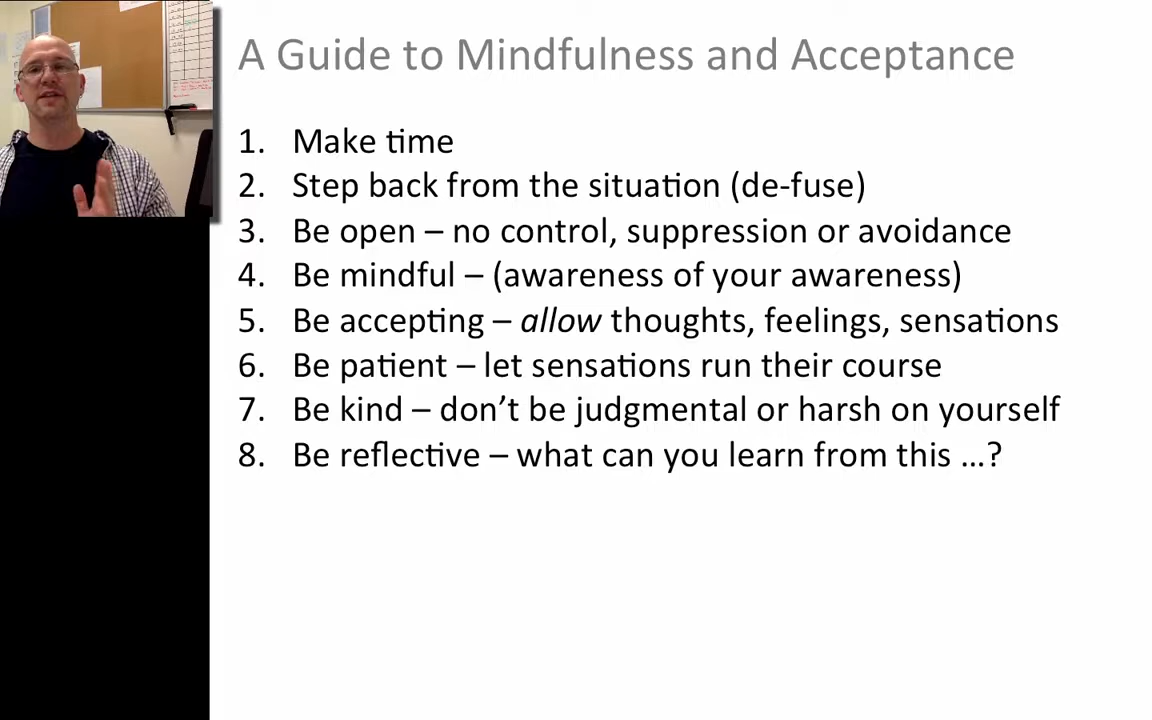 A Guide to Mindfulness and Acceptance
1. Make time
2. Step back from the situation (de-fuse)
3. Be open – no control, suppression or avoidance
4. Be mindful – (awareness of your awareness)
5. Be accepting – allow thoughts, feelings, sensations
6. Be patient – let sensations run their course
7. Be kind – don’t be judgmental or harsh on yourself
8. Be reflective – what can you learn from this …?